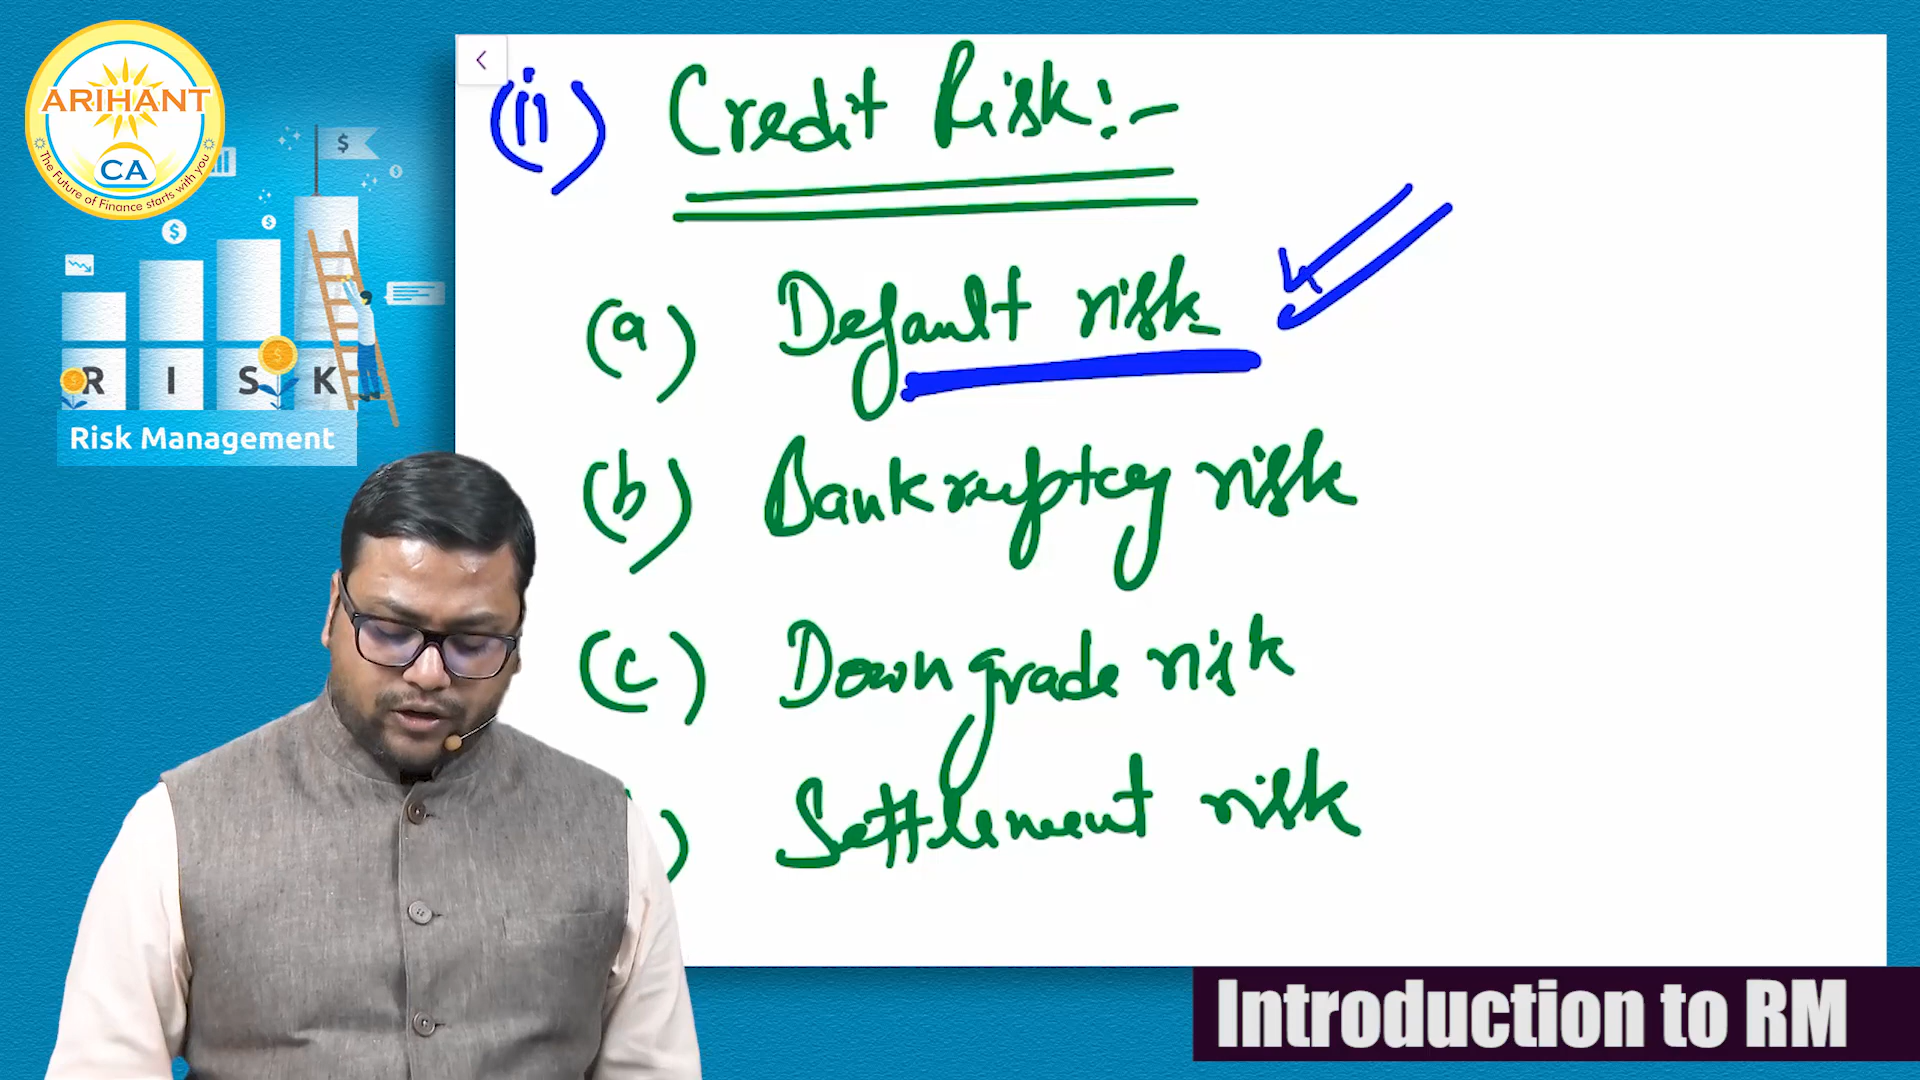 ARIHANT
CA
The Future of Finance starts with you
R I S K
Risk Management
(ii) Credit Risk:-
(a) Default risk
(b) Bankruptcy risk
(c) Downgrade risk
) Settlement risk
Introduction to RM